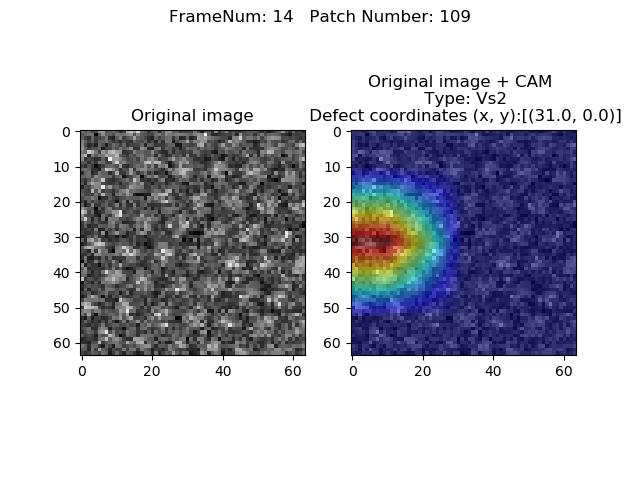 FrameNum: 14   Patch Number: 109
Original image
0
10
20
30
40
50
60
0 20 40 60
Original image + CAM
Type: Vs2
Defect coordinates (x, y):[(31.0, 0.0)]
0
10
20
30
40
50
60
0 20 40 60